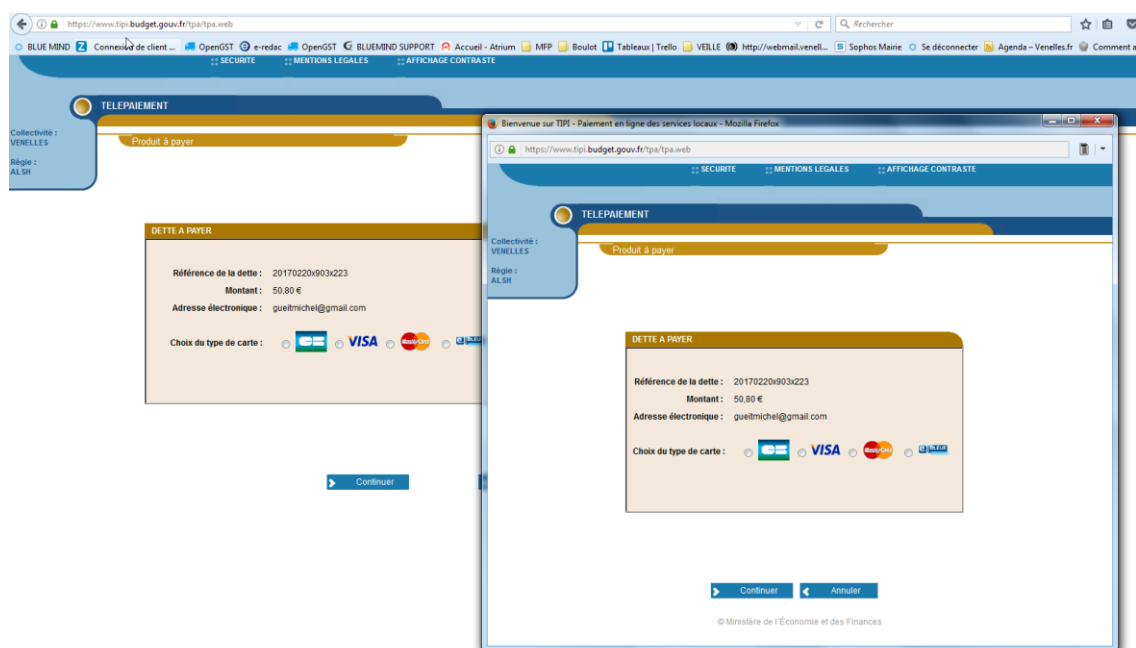 https://www.tipi.budget.gouv.fr/tpa/tpa.web
Rechercher
BLUE MIND Connexion de client ... OpenGST e-redac OpenGST BLUEMIND SUPPORT Accueil - Atrium MFP Boulot Tableaux | Trello VEILLE http://webmail.venell... Sophos Mairie Se déconnecter Agenda – Venelles.fr Comment a
:: SECURITE :: MENTIONS LEGALES :: AFFICHAGE CONTRASTE
TELEPAIEMENT
Collectivité :
VENELLES
Produit à payer
Régie :
ALSH
DETTE A PAYER
Référence de la dette : 20170220x903x223
Montant : 50,80 €
Adresse électronique : gueitmichel@gmail.com
Choix du type de carte : CB VISA MasterCard
Continuer
Bienvenue sur TIPI - Paiement en ligne des services locaux - Mozilla Firefox
https://www.tipi.budget.gouv.fr/tpa/tpa.web
:: SECURITE :: MENTIONS LEGALES :: AFFICHAGE CONTRASTE
TELEPAIEMENT
Collectivité :
VENELLES
Produit à payer
Régie :
ALSH
DETTE A PAYER
Référence de la dette : 20170220x903x223
Montant : 50,80 €
Adresse électronique : gueitmichel@gmail.com
Choix du type de carte : CB VISA MasterCard BLEUE
Continuer Annuler
© Ministère de l'Économie et des Finances